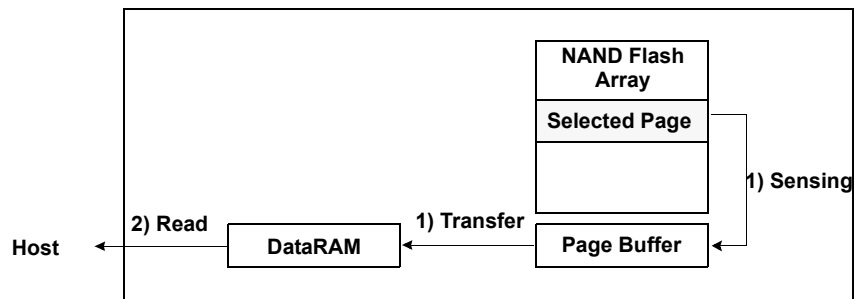 NAND Flash
Array
Selected Page
1) Sensing
2) Read
1) Transfer
Host
DataRAM
Page Buffer